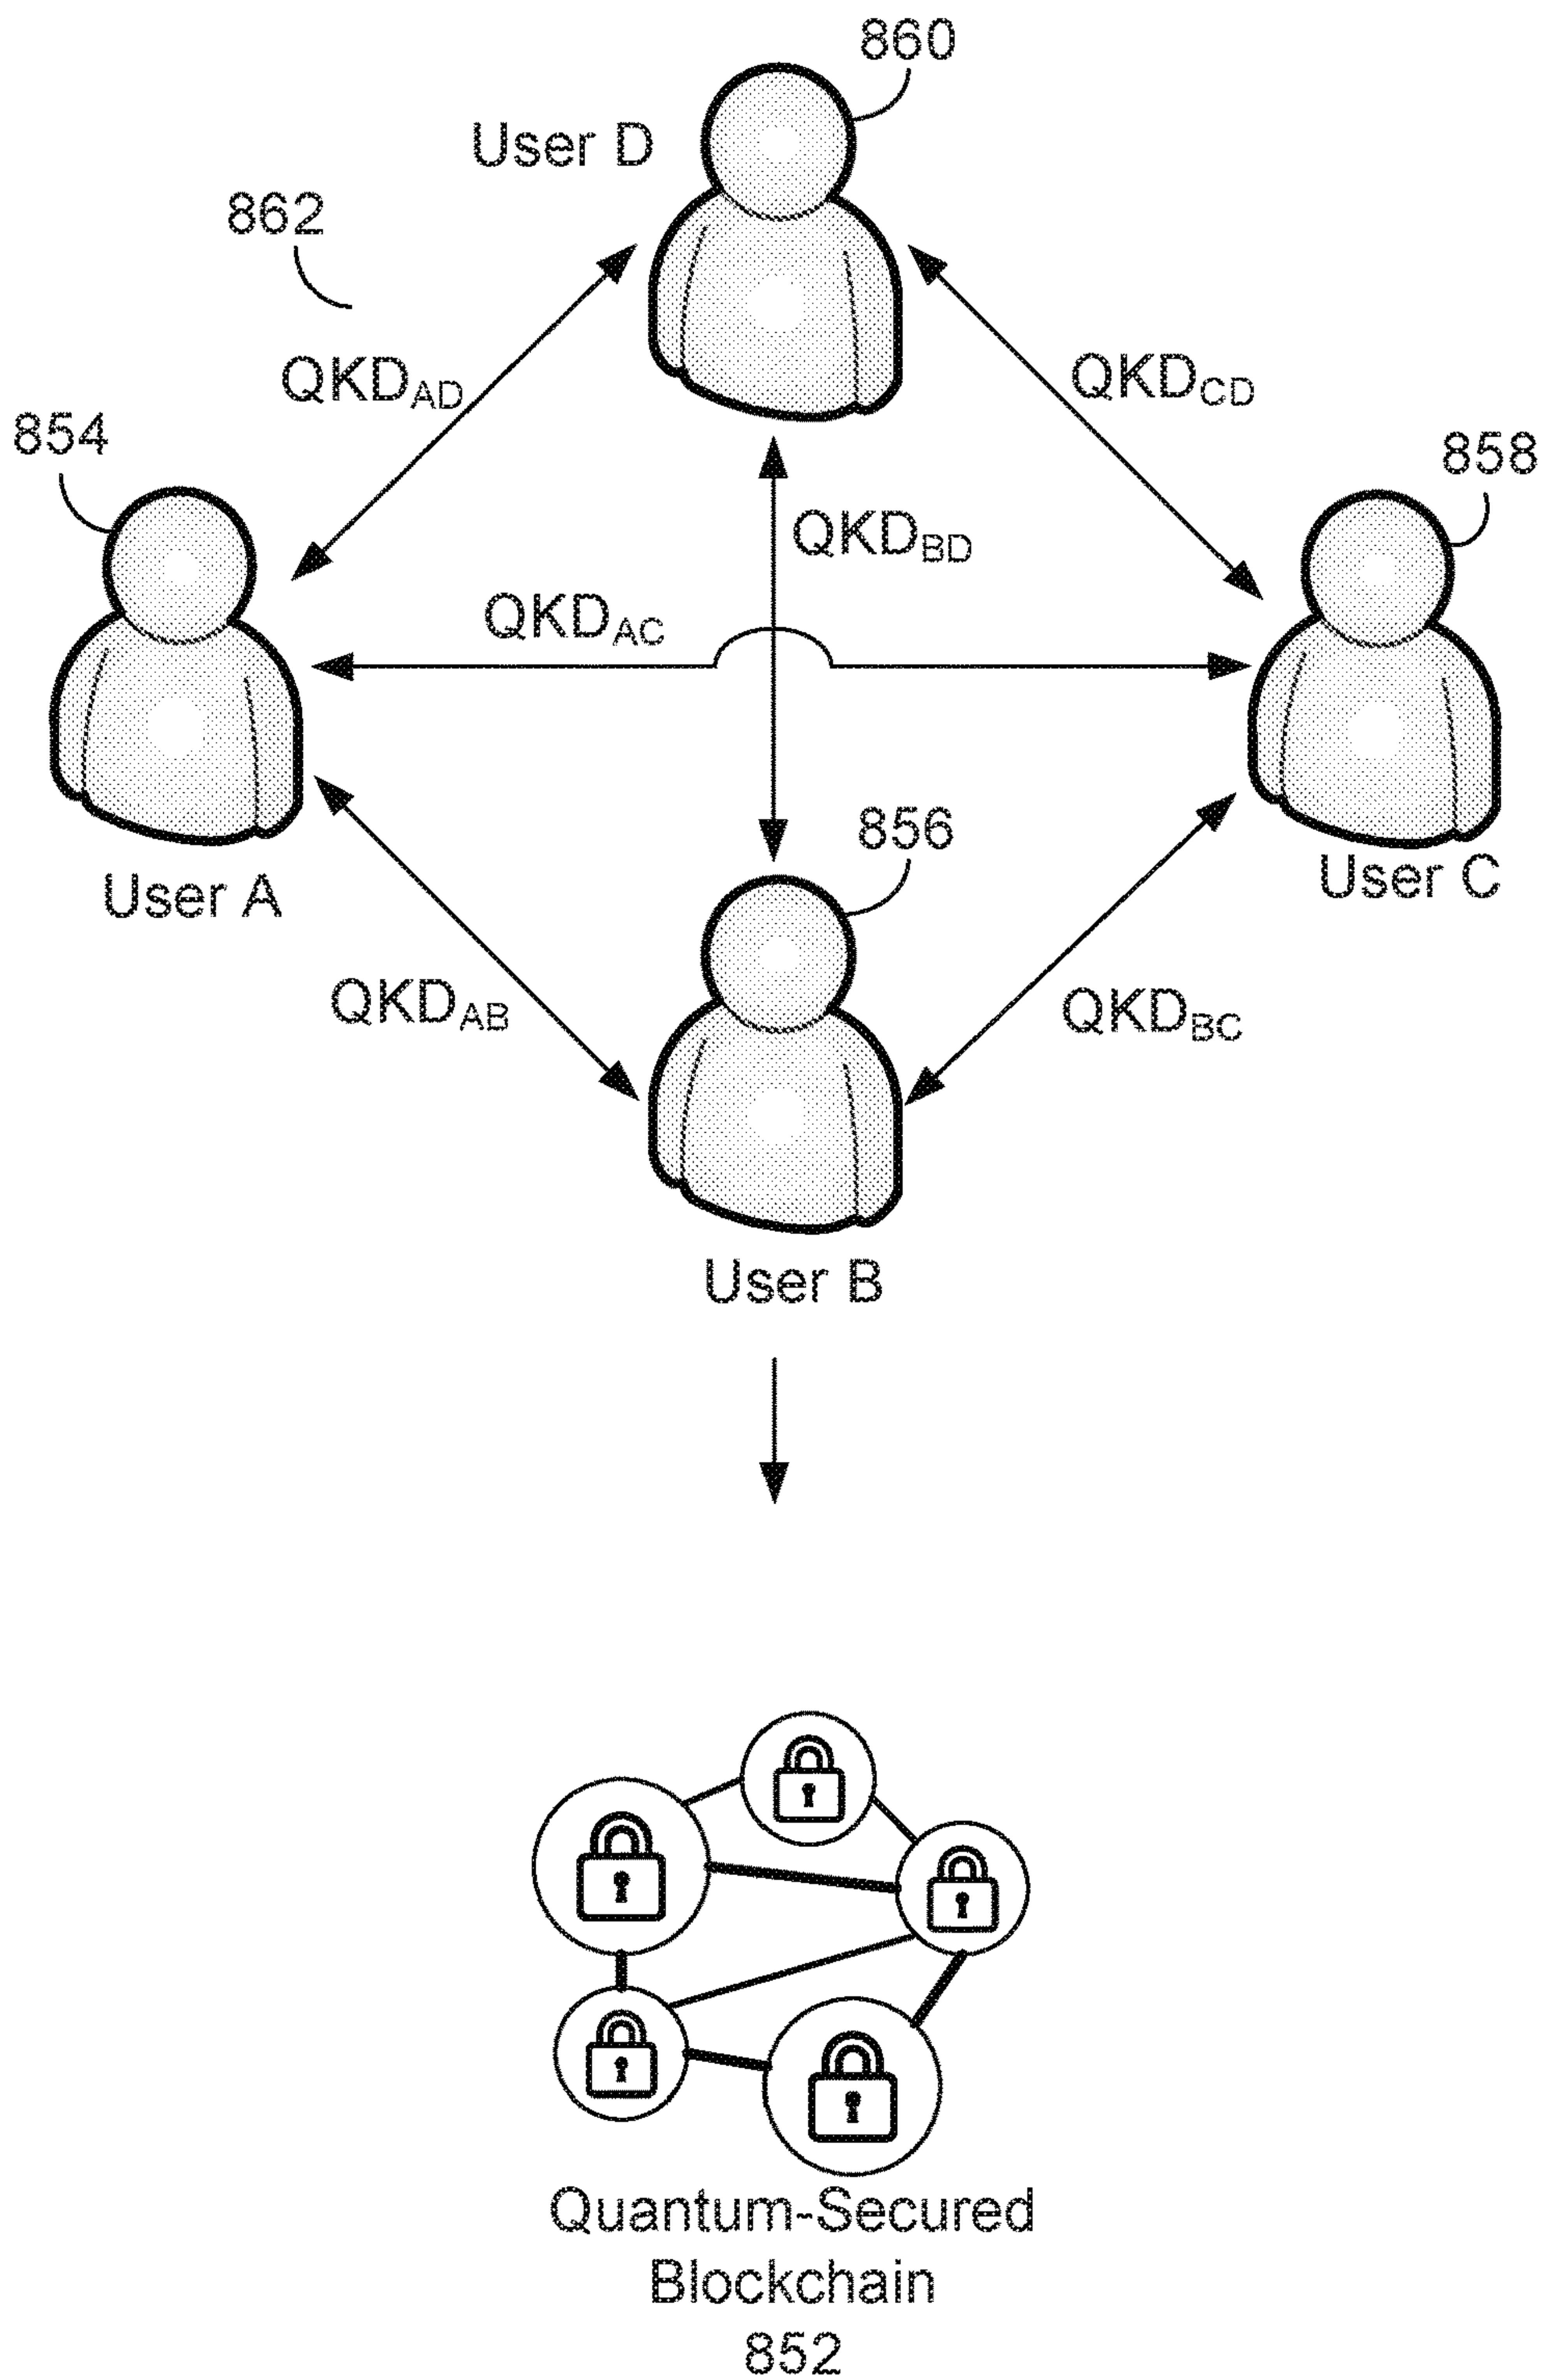 860
User D
862
QKDAD
QKDCD
854
858
QKDBD
QKDAC
856
User A
User C
QKDAB
QKDBC
User B
Quantum-Secured
Blockchain
852